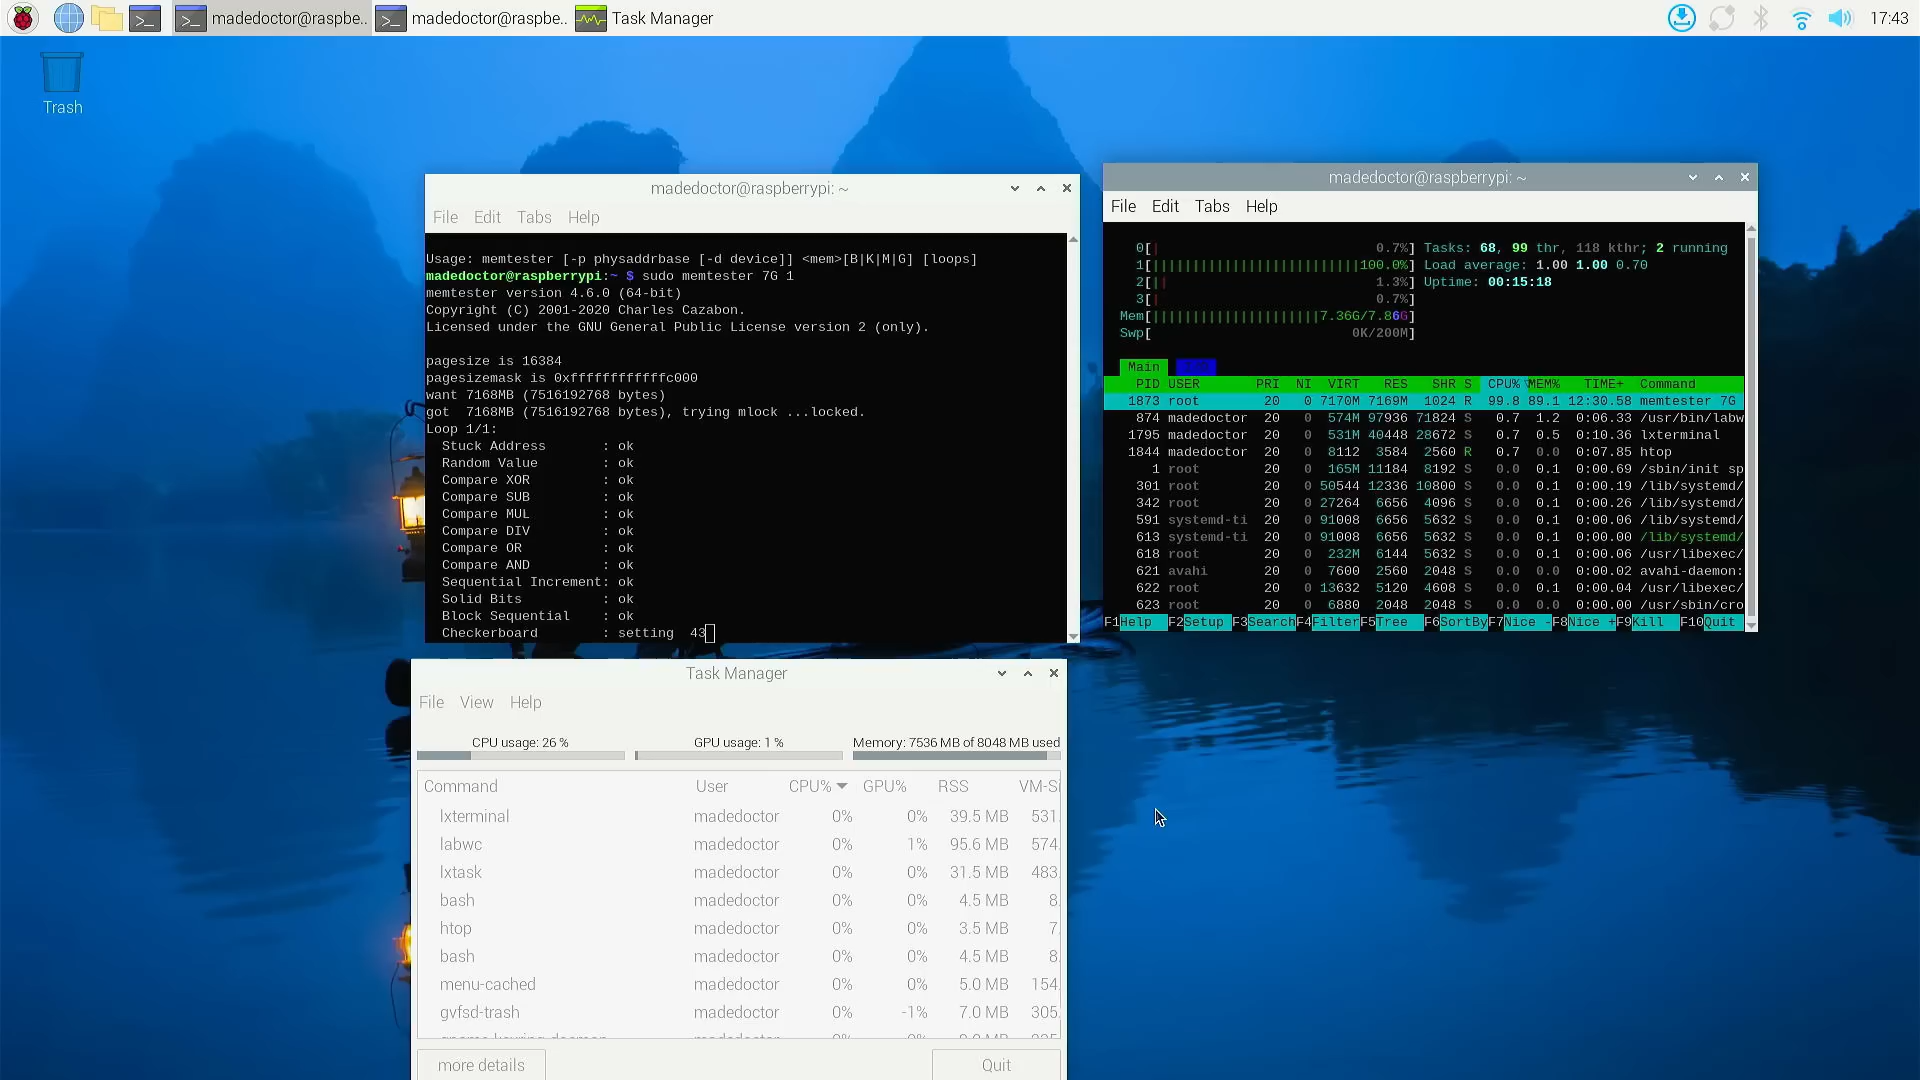 madedoctor@raspbe..
madedoctor@raspbe..
Task Manager
17:43
Trash
madedoctor@raspberrypi: ~
File Edit Tabs Help
Usage: memtester [-p physaddrbase [-d device]] <mem>[B|K|M|G] [loops]
madedoctor@raspberrypi:~ $ sudo memtester 7G 1
memtester version 4.6.0 (64-bit)
Copyright (C) 2001-2020 Charles Cazabon.
Licensed under the GNU General Public License version 2 (only).
pagesize is 16384
pagesizemask is 0xffffffffffffc000
want 7168MB (7516192768 bytes)
got  7168MB (7516192768 bytes), trying mlock ...locked.
Loop 1/1:
Stuck Address       : ok
Random Value        : ok
Compare XOR         : ok
Compare SUB         : ok
Compare MUL         : ok
Compare DIV         : ok
Compare OR          : ok
Compare AND         : ok
Sequential Increment: ok
Solid Bits          : ok
Block Sequential    : ok
Checkerboard        : setting  43
madedoctor@raspberrypi: ~
File Edit Tabs Help
0[| 0.7%] Tasks: 68, 99 thr, 118 kthr; 2 running
1[||||||||||||||||||||||||||100.0%] Load average: 1.00 1.00 0.70
2[|| 1.3%] Uptime: 00:15:18
3[| 0.7%]
Mem[|||||||||||||||||||||7.36G/7.86G]
Swp[ 0K/200M]
Main
PID USER PRI NI VIRT RES SHR S CPU%▽MEM% TIME+ Command
1873 root 20 0 7170M 7169M 1024 R 99.8 89.1 12:30.58 memtester 7G
874 madedoctor 20 0 574M 97936 71824 S 0.7 1.2 0:06.33 /usr/bin/labw
1795 madedoctor 20 0 531M 40448 28672 S 0.7 0.5 0:10.36 lxterminal
1844 madedoctor 20 0 8112 3584 2560 R 0.7 0.0 0:07.85 htop
1 root 20 0 165M 11184 8192 S 0.0 0.1 0:00.69 /sbin/init sp
301 root 20 0 50544 12336 10800 S 0.0 0.1 0:00.19 /lib/systemd/
342 root 20 0 27264 6656 4096 S 0.0 0.1 0:00.26 /lib/systemd/
591 systemd-ti 20 0 91008 6656 5632 S 0.0 0.1 0:00.06 /lib/systemd/
613 systemd-ti 20 0 91008 6656 5632 S 0.0 0.1 0:00.00 /lib/systemd/
618 root 20 0 232M 6144 5632 S 0.0 0.1 0:00.06 /usr/libexec/
621 avahi 20 0 7600 2560 2048 S 0.0 0.0 0:00.02 avahi-daemon:
622 root 20 0 13632 5120 4608 S 0.0 0.1 0:00.04 /usr/libexec/
623 root 20 0 6880 2048 2048 S 0.0 0.0 0:00.00 /usr/sbin/cro
F1Help F2Setup F3SearchF4FilterF5Tree F6SortByF7Nice -F8Nice +F9Kill F10Quit
Task Manager
File View Help
CPU usage: 26 %
GPU usage: 1 %
Memory: 7536 MB of 8048 MB used
Command User CPU% GPU% RSS VM-Si
lxterminal madedoctor 0% 0% 39.5 MB 531.
labwc madedoctor 0% 1% 95.6 MB 574.
lxtask madedoctor 0% 0% 31.5 MB 483.
bash madedoctor 0% 0% 4.5 MB 8.
htop madedoctor 0% 0% 3.5 MB 7.
bash madedoctor 0% 0% 4.5 MB 8.
menu-cached madedoctor 0% 0% 5.0 MB 154.
gvfsd-trash madedoctor 0% -1% 7.0 MB 305.
more details
Quit